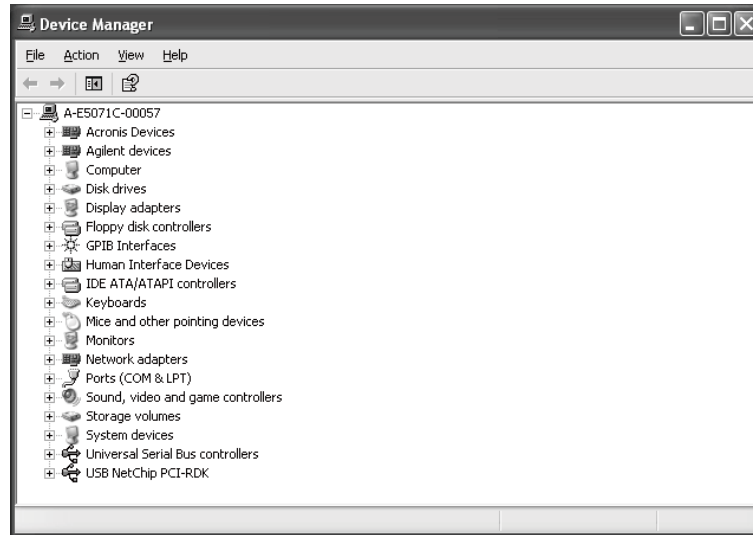 Device Manager
File Action View Help
A-E5071C-00057
Acronis Devices
Agilent devices
Computer
Disk drives
Display adapters
Floppy disk controllers
GPIB Interfaces
Human Interface Devices
IDE ATA/ATAPI controllers
Keyboards
Mice and other pointing devices
Monitors
Network adapters
Ports (COM & LPT)
Sound, video and game controllers
Storage volumes
System devices
Universal Serial Bus controllers
USB NetChip PCI-RDK